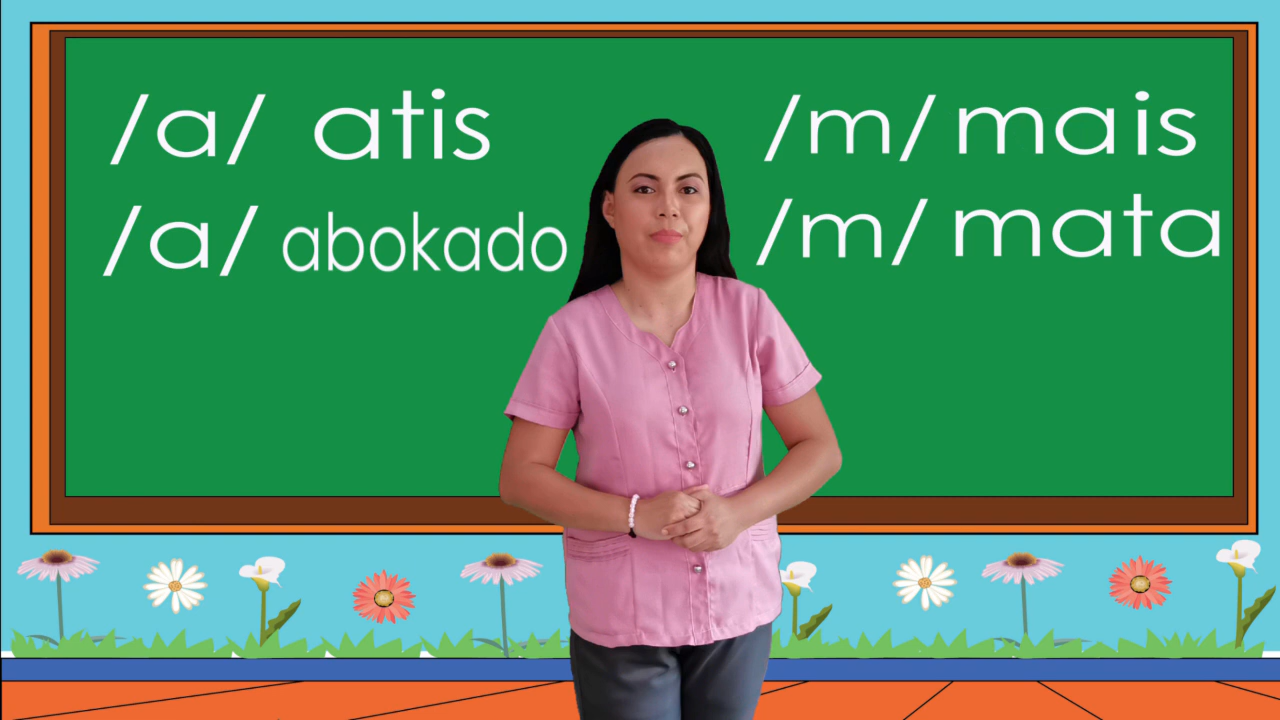 /a/ atis
/a/ abokado
/m/ mais
/m/ mata